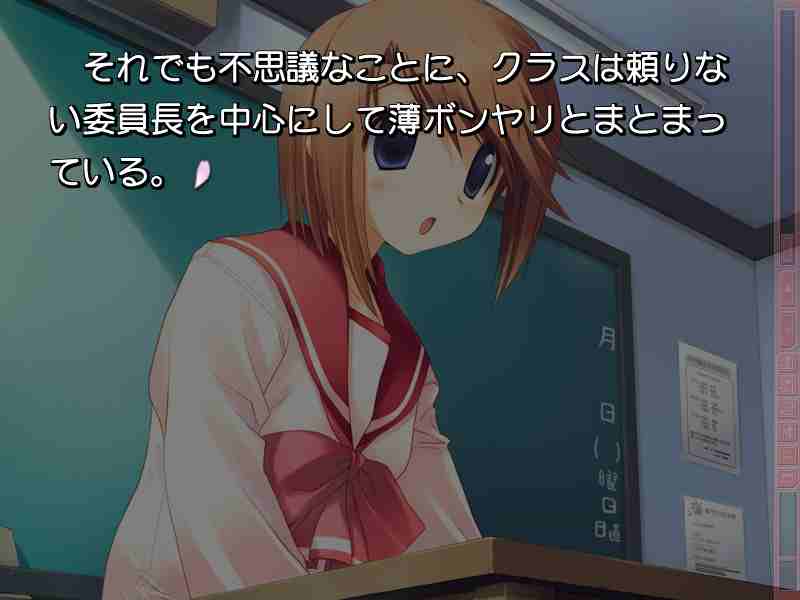 それでも不思議なことに、クラスは頼りな
い委員長を中心にして薄ボンヤリとまとまっ
ている。
月
日
( )
曜
日
日直